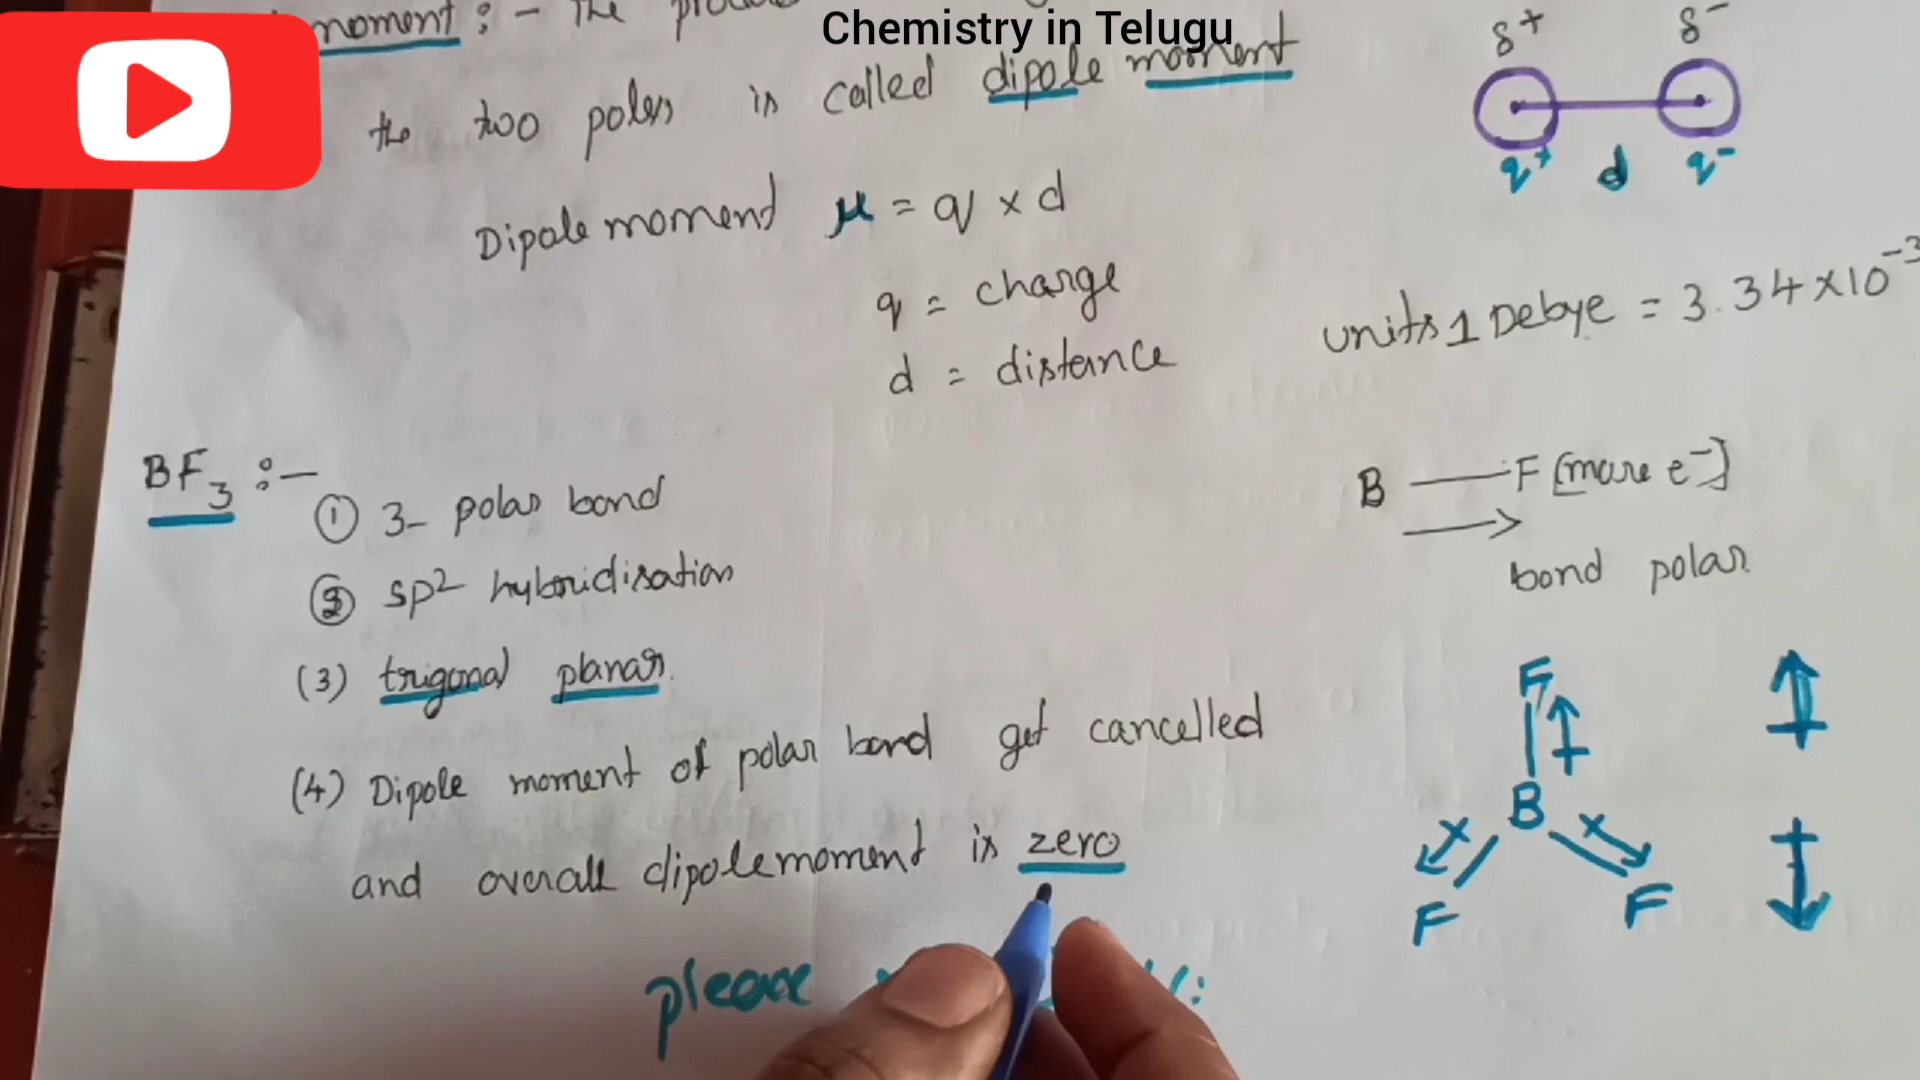 Chemistry in Telugu
moment : - The
the two poles is called dipole moment
δ+ δ-
q+ d q-
Dipole moment μ = q x d
q = charge
d = distance
units 1 Debye = 3.34 x 10-3
BF3 :-
① 3- polar bond
② sp2 hybridisation
(3) trigonal planar.
(4) Dipole moment of polar bond get cancelled
and overall dipolemoment is zero
please
B — F [more e-]
bond polar
F
B
F F